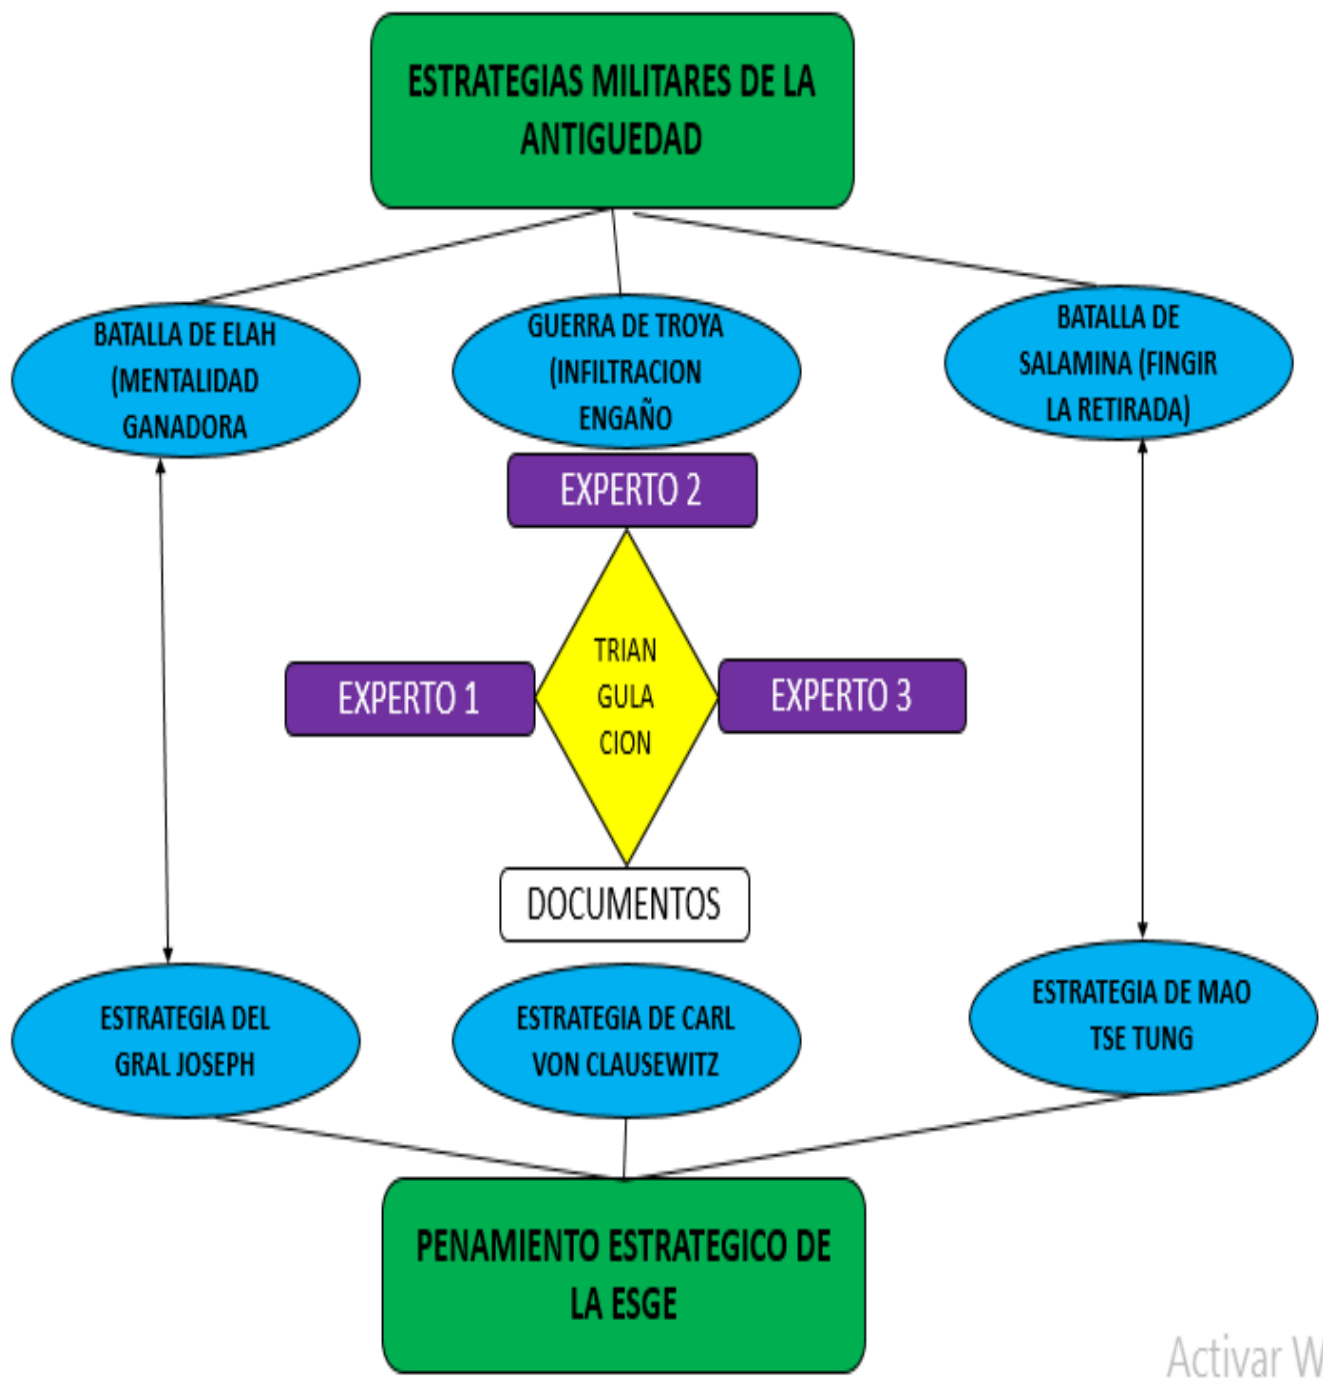 ESTRATEGIAS MILITARES DE LA
ANTIGUEDAD
BATALLA DE ELAH
(MENTALIDAD
GANADORA
GUERRA DE TROYA
(INFILTRACION
ENGAÑO
BATALLA DE
SALAMINA (FINGIR
LA RETIRADA)
EXPERTO 2
TRIAN
GULA
CION
EXPERTO 1
EXPERTO 3
DOCUMENTOS
ESTRATEGIA DEL
GRAL JOSEPH
ESTRATEGIA DE CARL
VON CLAUSEWITZ
ESTRATEGIA DE MAO
TSE TUNG
PENAMIENTO ESTRATEGICO DE
LA ESGE
Activar W